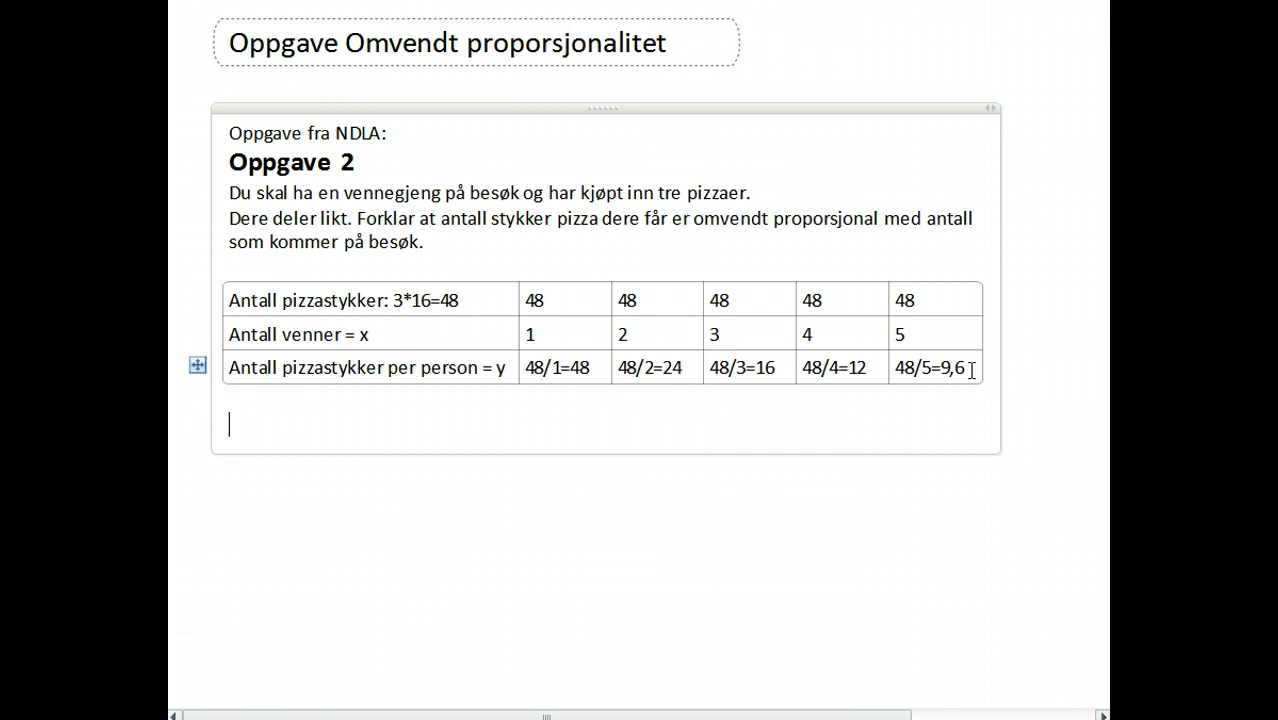 Oppgave Omvendt proporsjonalitet
Oppgave fra NDLA:
Oppgave 2
Du skal ha en vennegjeng på besøk og har kjøpt inn tre pizzaer.
Dere deler likt. Forklar at antall stykker pizza dere får er omvendt proporsjonal med antall
som kommer på besøk.
Antall pizzastykker: 3*16=48 48 48 48 48 48
Antall venner = x 1 2 3 4 5
Antall pizzastykker per person = y 48/1=48 48/2=24 48/3=16 48/4=12 48/5=9,6